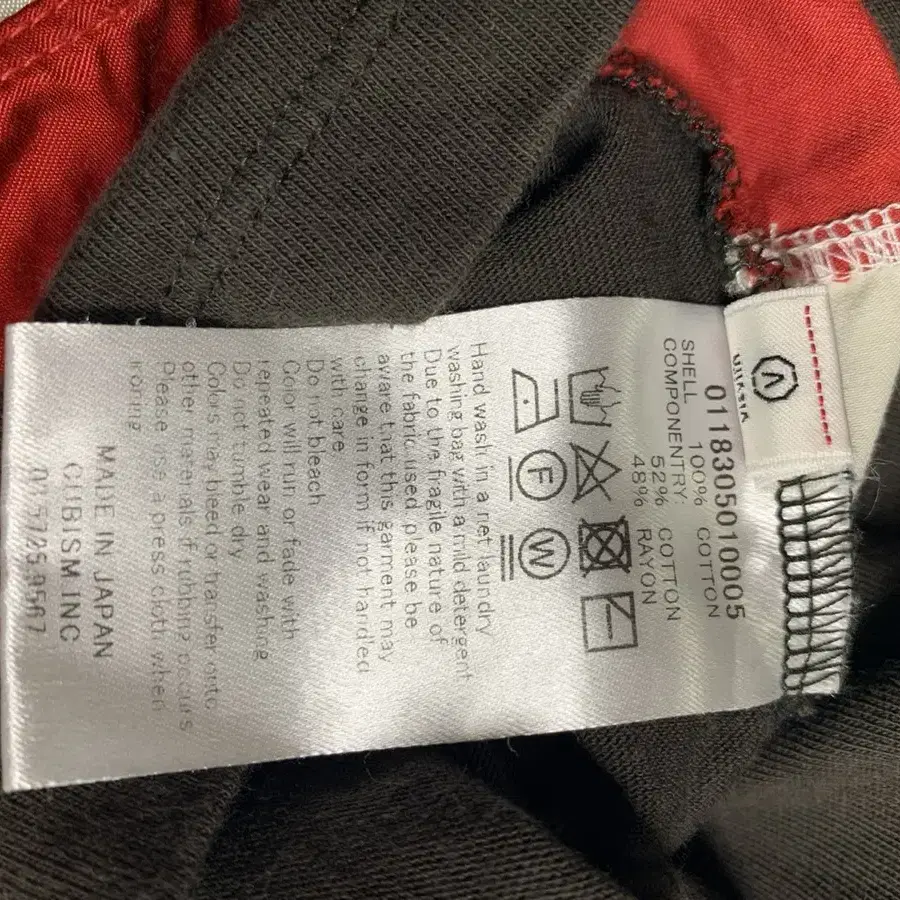 VISVIM
0118305010005
SHELL 100% COTTON
COMPONENTRY: 52% COTTON
48% RAYON
F
W
Hand wash in a net laundry
washing bag with a mild detergent
Due to the fragile nature of
the fabric used please be
aware that this garment may
change in form if not handled
with care
Do not bleach
Color will run or fade with
repeated wear and washing
Do not tumble dry
Colors may bleed or transfer onto
other materials if rubbing occurs
Please use a press cloth when
ironing
MADE IN JAPAN
CUBISM INC